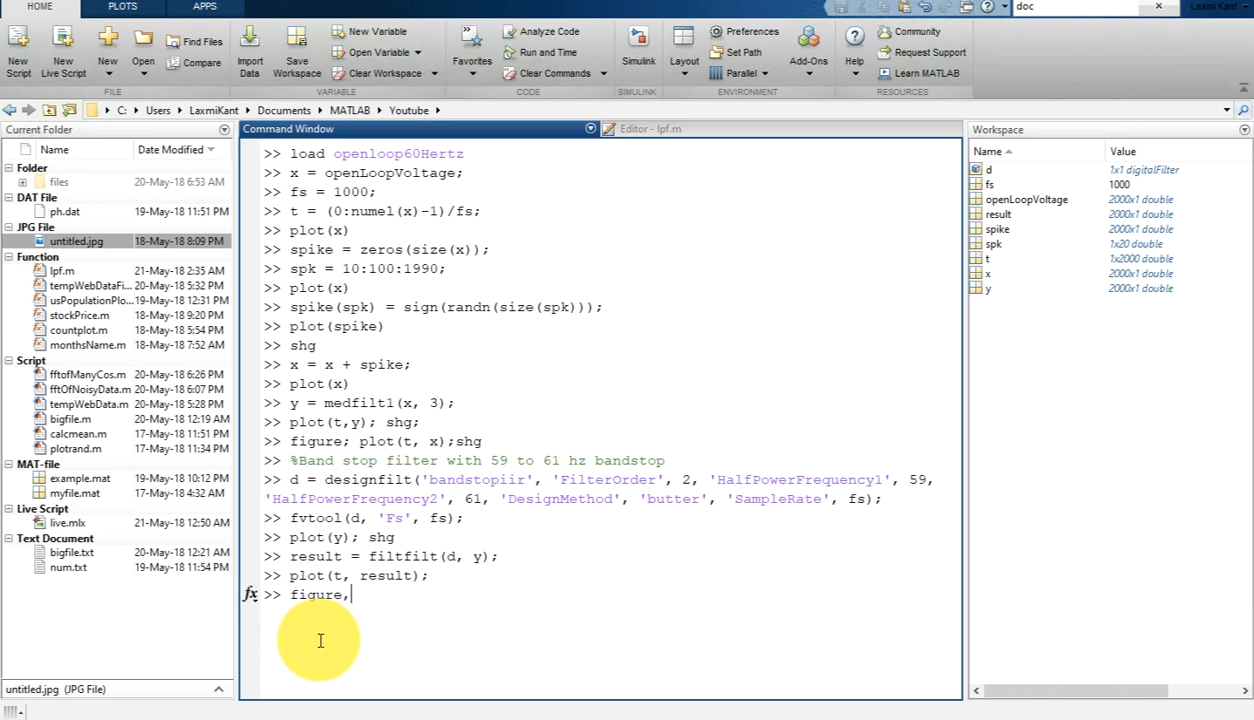 HOME PLOTS APPS doc Laxmi Kant
New Script
New Live Script
New
Open
Find Files
Compare
Import Data
Save Workspace
New Variable
Open Variable
Clear Workspace
Favorites
Analyze Code
Run and Time
Clear Commands
Simulink
Layout
Preferences
Set Path
Parallel
Add-Ons
Help
Community
Request Support
Learn MATLAB
FILE VARIABLE CODE SIMULINK ENVIRONMENT RESOURCES
C: Users LaxmiKant Documents MATLAB Youtube
Current Folder
Name Date Modified
Folder
files 20-May-18 6:53 AM
DAT File
ph.dat 19-May-18 11:51 PM
JPG File
untitled.jpg 18-May-18 8:09 PM
Function
lpf.m 21-May-18 2:35 AM
tempWebDataFi... 20-May-18 5:32 PM
usPopulationPlo... 19-May-18 12:31 PM
stockPrice.m 18-May-18 9:20 PM
countplot.m 18-May-18 5:54 PM
monthsName.m 18-May-18 7:52 AM
Script
fftofManyCos.m 20-May-18 6:26 PM
fftOfNoisyData.m 20-May-18 6:07 PM
tempWebData.m 20-May-18 5:28 PM
bigfile.m 20-May-18 12:19 AM
calcmean.m 17-May-18 11:51 PM
plotrand.m 17-May-18 11:34 PM
MAT-file
example.mat 19-May-18 10:12 PM
myfile.mat 17-May-18 4:32 AM
Live Script
live.mlx 21-May-18 12:50 AM
Text Document
bigfile.txt 20-May-18 12:21 AM
num.txt 19-May-18 11:54 PM
untitled.jpg (JPG File)
Command Window Editor - lpf.m
>> load openloop60Hertz
>> x = openLoopVoltage;
>> fs = 1000;
>> t = (0:numel(x)-1)/fs;
>> plot(x)
>> spike = zeros(size(x));
>> spk = 10:100:1990;
>> plot(x)
>> spike(spk) = sign(randn(size(spk)));
>> plot(spike)
>> shg
>> x = x + spike;
>> plot(x)
>> y = medfilt1(x, 3);
>> plot(t,y); shg;
>> figure; plot(t, x);shg
>> %Band stop filter with 59 to 61 hz bandstop
>> d = designfilt('bandstopiir', 'FilterOrder', 2, 'HalfPowerFrequency1', 59,
'HalfPowerFrequency2', 61, 'DesignMethod', 'butter', 'SampleRate', fs);
>> fvtool(d, 'Fs', fs);
>> plot(y); shg
>> result = filtfilt(d, y);
>> plot(t, result);
fx >> figure,
Workspace
Name Value
d 1x1 digitalFilter
fs 1000
openLoopVoltage 2000x1 double
result 2000x1 double
spike 2000x1 double
spk 1x20 double
t 1x2000 double
x 2000x1 double
y 2000x1 double